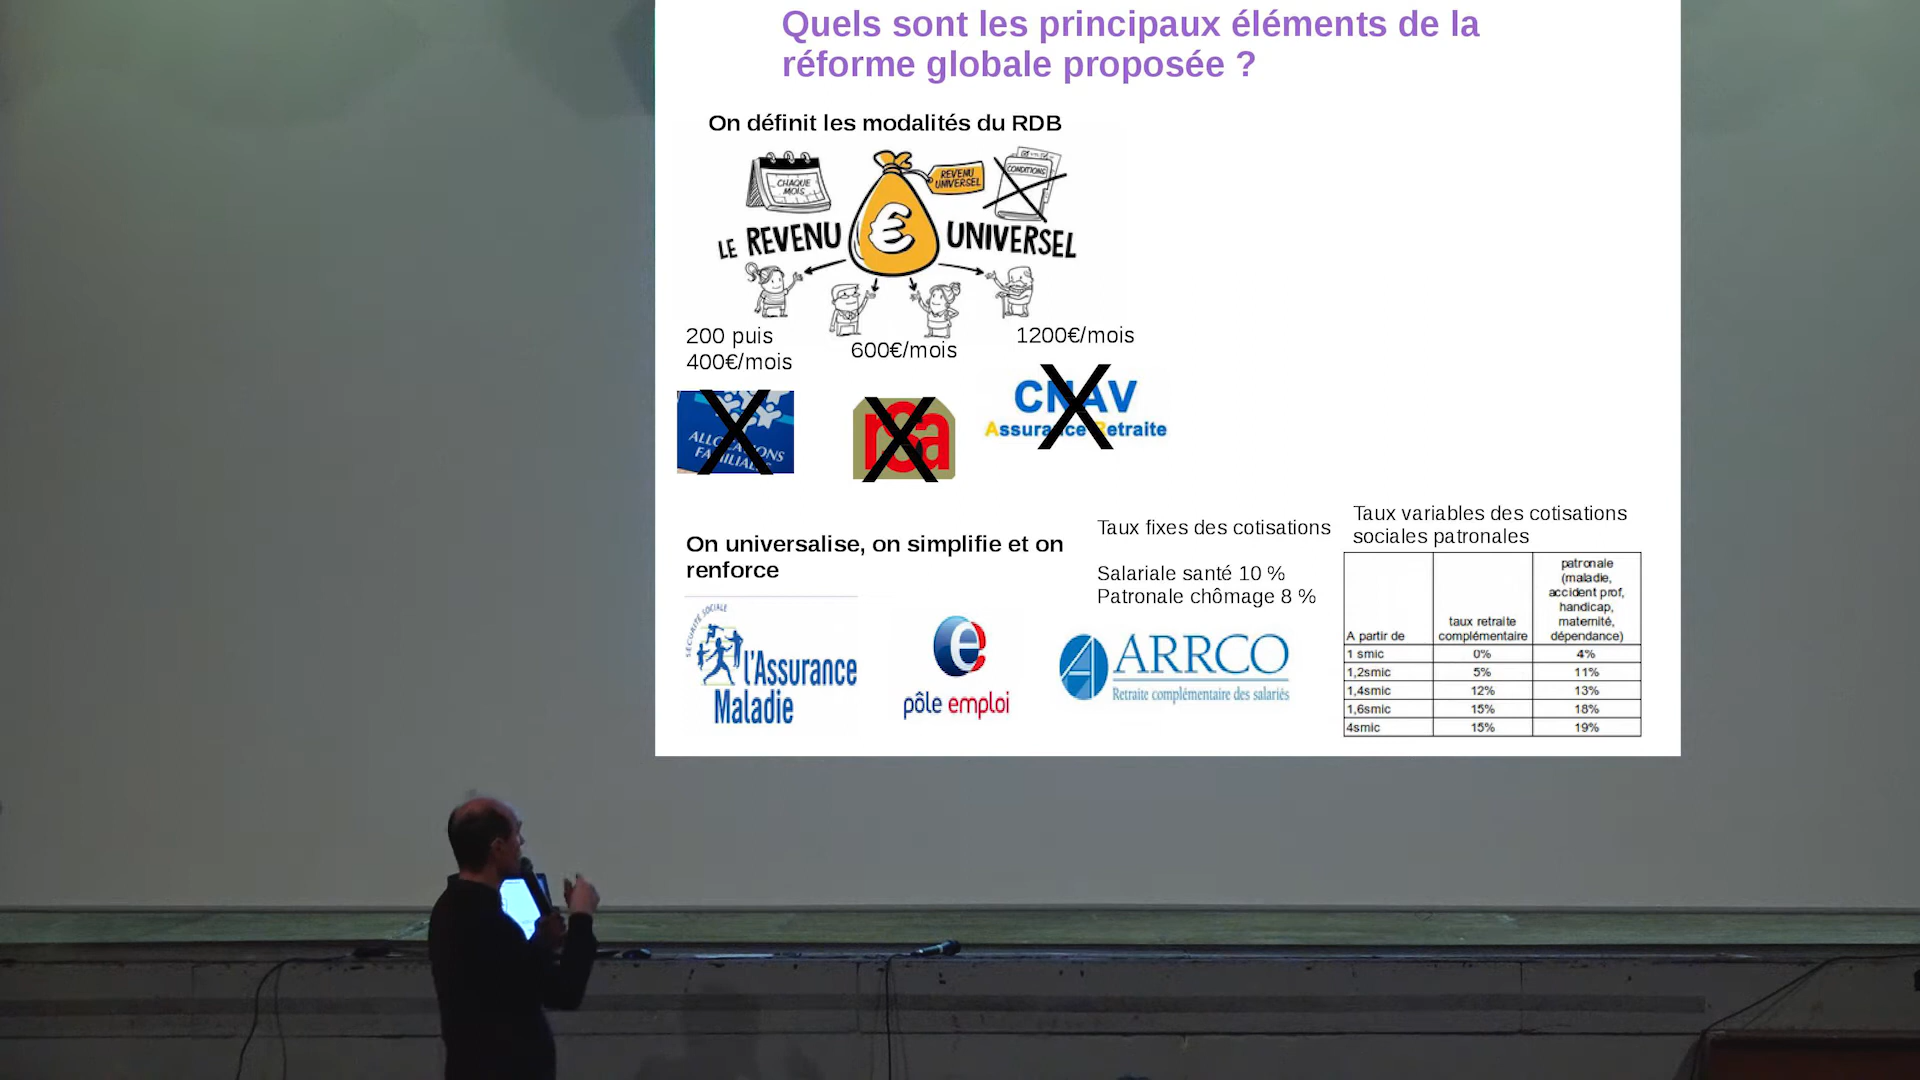 Quels sont les principaux éléments de la
réforme globale proposée ?
On définit les modalités du RDB
CHAQUE
MOIS
REVENU
UNIVERSEL
CONDITIONS
LE REVENU € UNIVERSEL
200 puis
400€/mois
600€/mois
1200€/mois
ALLOCATIONS
FAMILIALES
rsa
CNAV
Assurance Retraite
On universalise, on simplifie et on
renforce
SÉCURITÉ SOCIALE
l'Assurance
Maladie
pôle emploi
Taux fixes des cotisations
Salariale santé 10 %
Patronale chômage 8 %
ARRCO
Retraite complémentaire des salariés
Taux variables des cotisations
sociales patronales
A partir de | taux retraite complémentaire | patronale (maladie, accident prof, handicap, maternité, dépendance)
1 smic 0% 4%
1,2smic 5% 11%
1,4smic 12% 13%
1,6smic 15% 18%
4smic 15% 19%